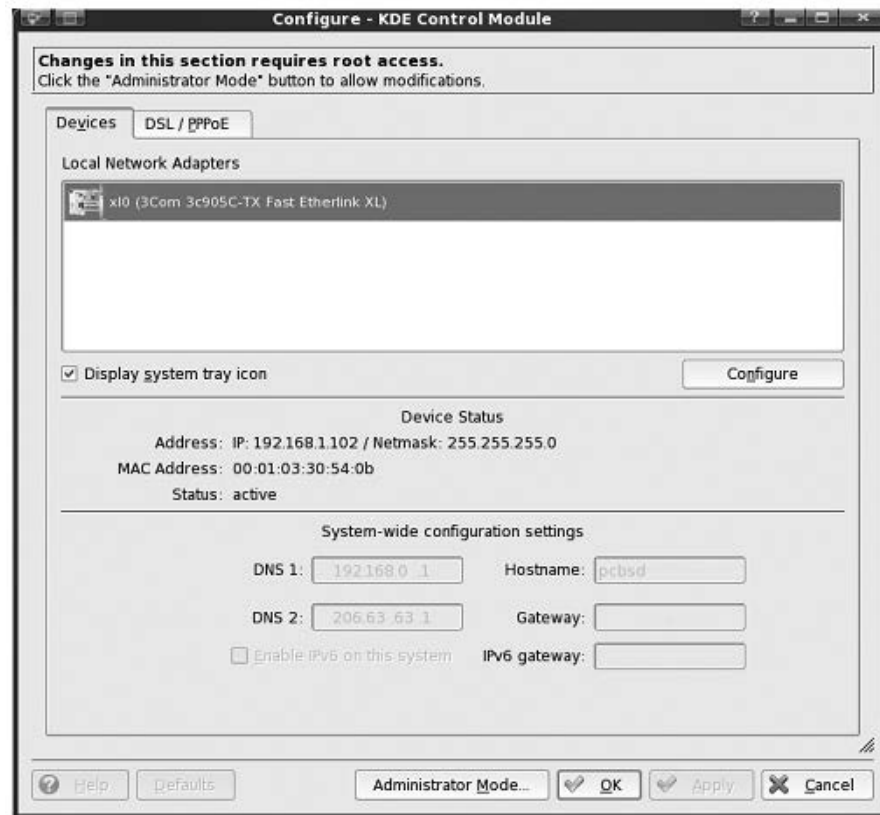 Configure - KDE Control Module
Changes in this section requires root access.
Click the "Administrator Mode" button to allow modifications.
Devices
DSL / PPPoE
Local Network Adapters
xl0 (3Com 3c905C-TX Fast Etherlink XL)
Display system tray icon
Configure
Device Status
Address: IP: 192.168.1.102 / Netmask: 255.255.255.0
MAC Address: 00:01:03:30:54:0b
Status: active
System-wide configuration settings
DNS 1: 192.168.0 .1 Hostname: pcbsd
DNS 2: 206.63 .63 .1 Gateway:
Enable IPv6 on this system IPv6 gateway:
Help Defaults Administrator Mode... OK Apply Cancel